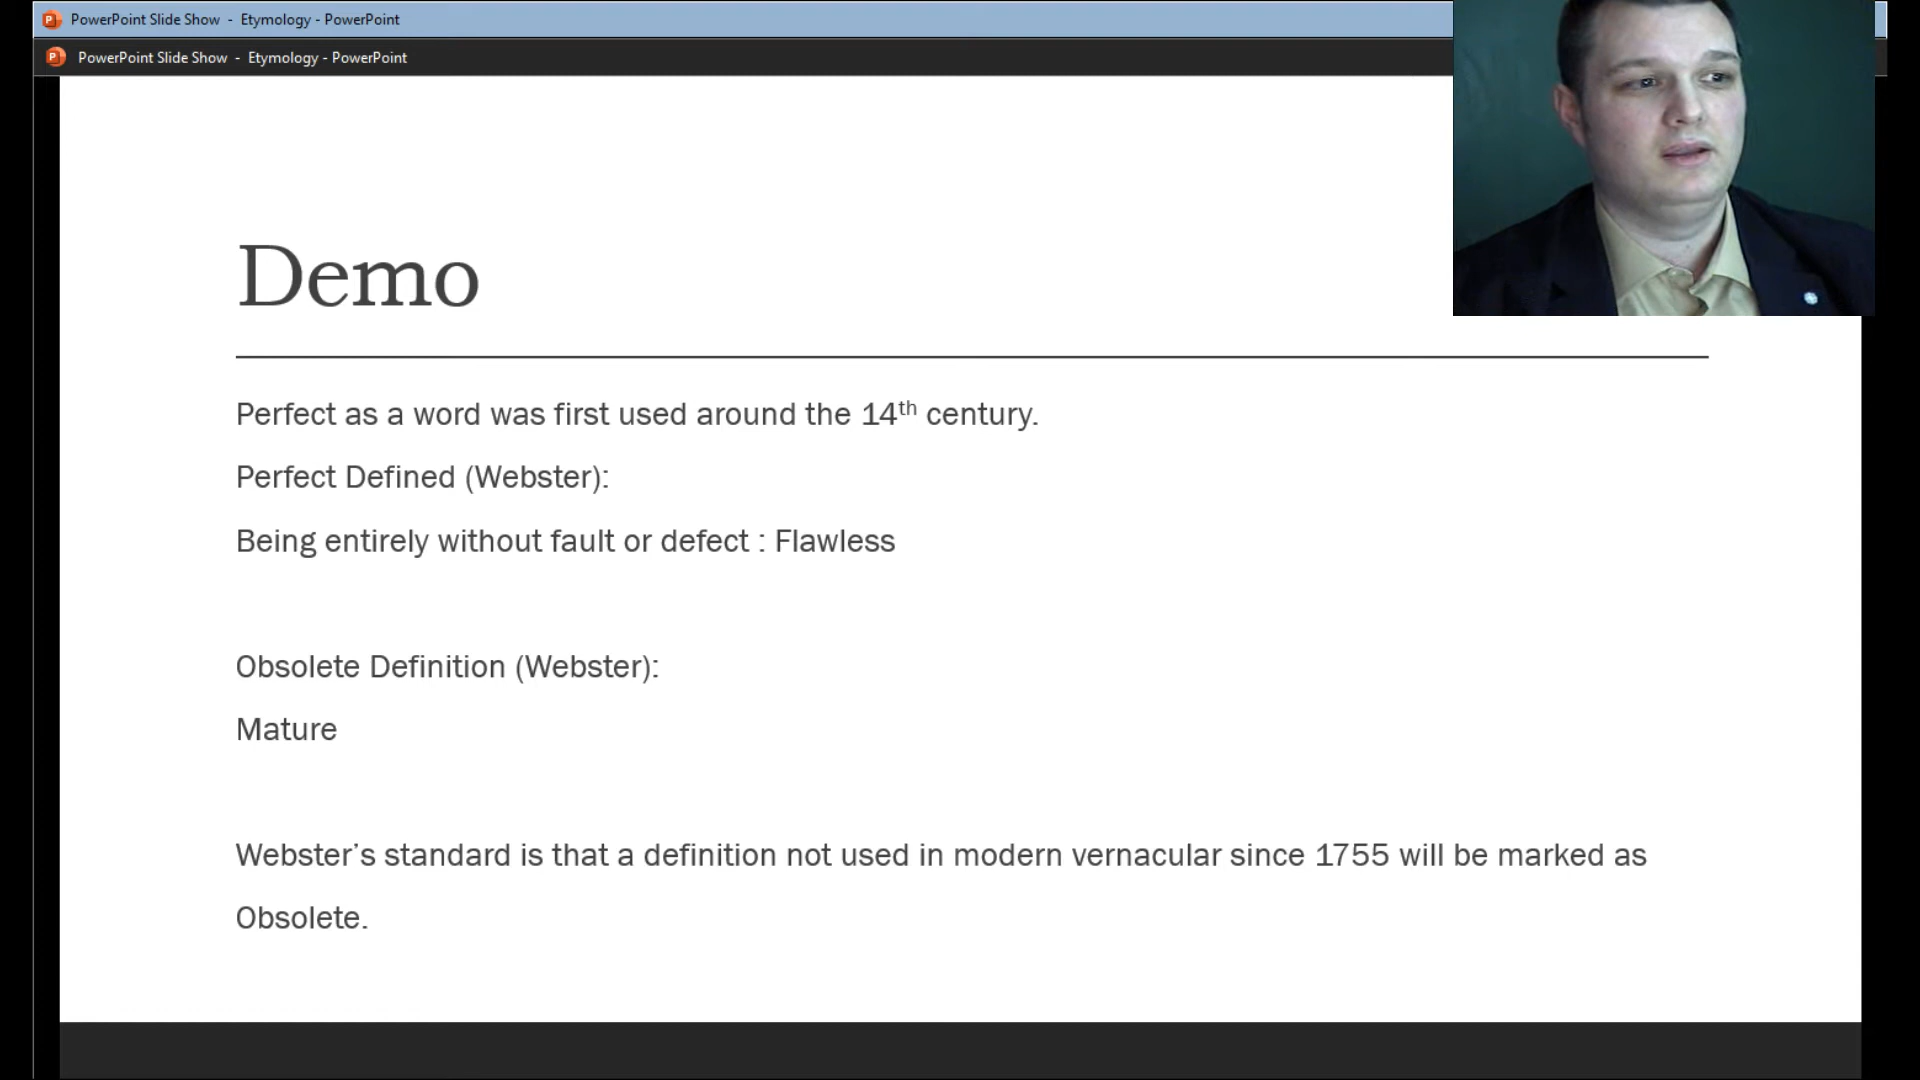 PowerPoint Slide Show - Etymology - PowerPoint
PowerPoint Slide Show - Etymology - PowerPoint
Demo
Perfect as a word was first used around the 14th century.
Perfect Defined (Webster):
Being entirely without fault or defect : Flawless
Obsolete Definition (Webster):
Mature
Webster’s standard is that a definition not used in modern vernacular since 1755 will be marked as
Obsolete.